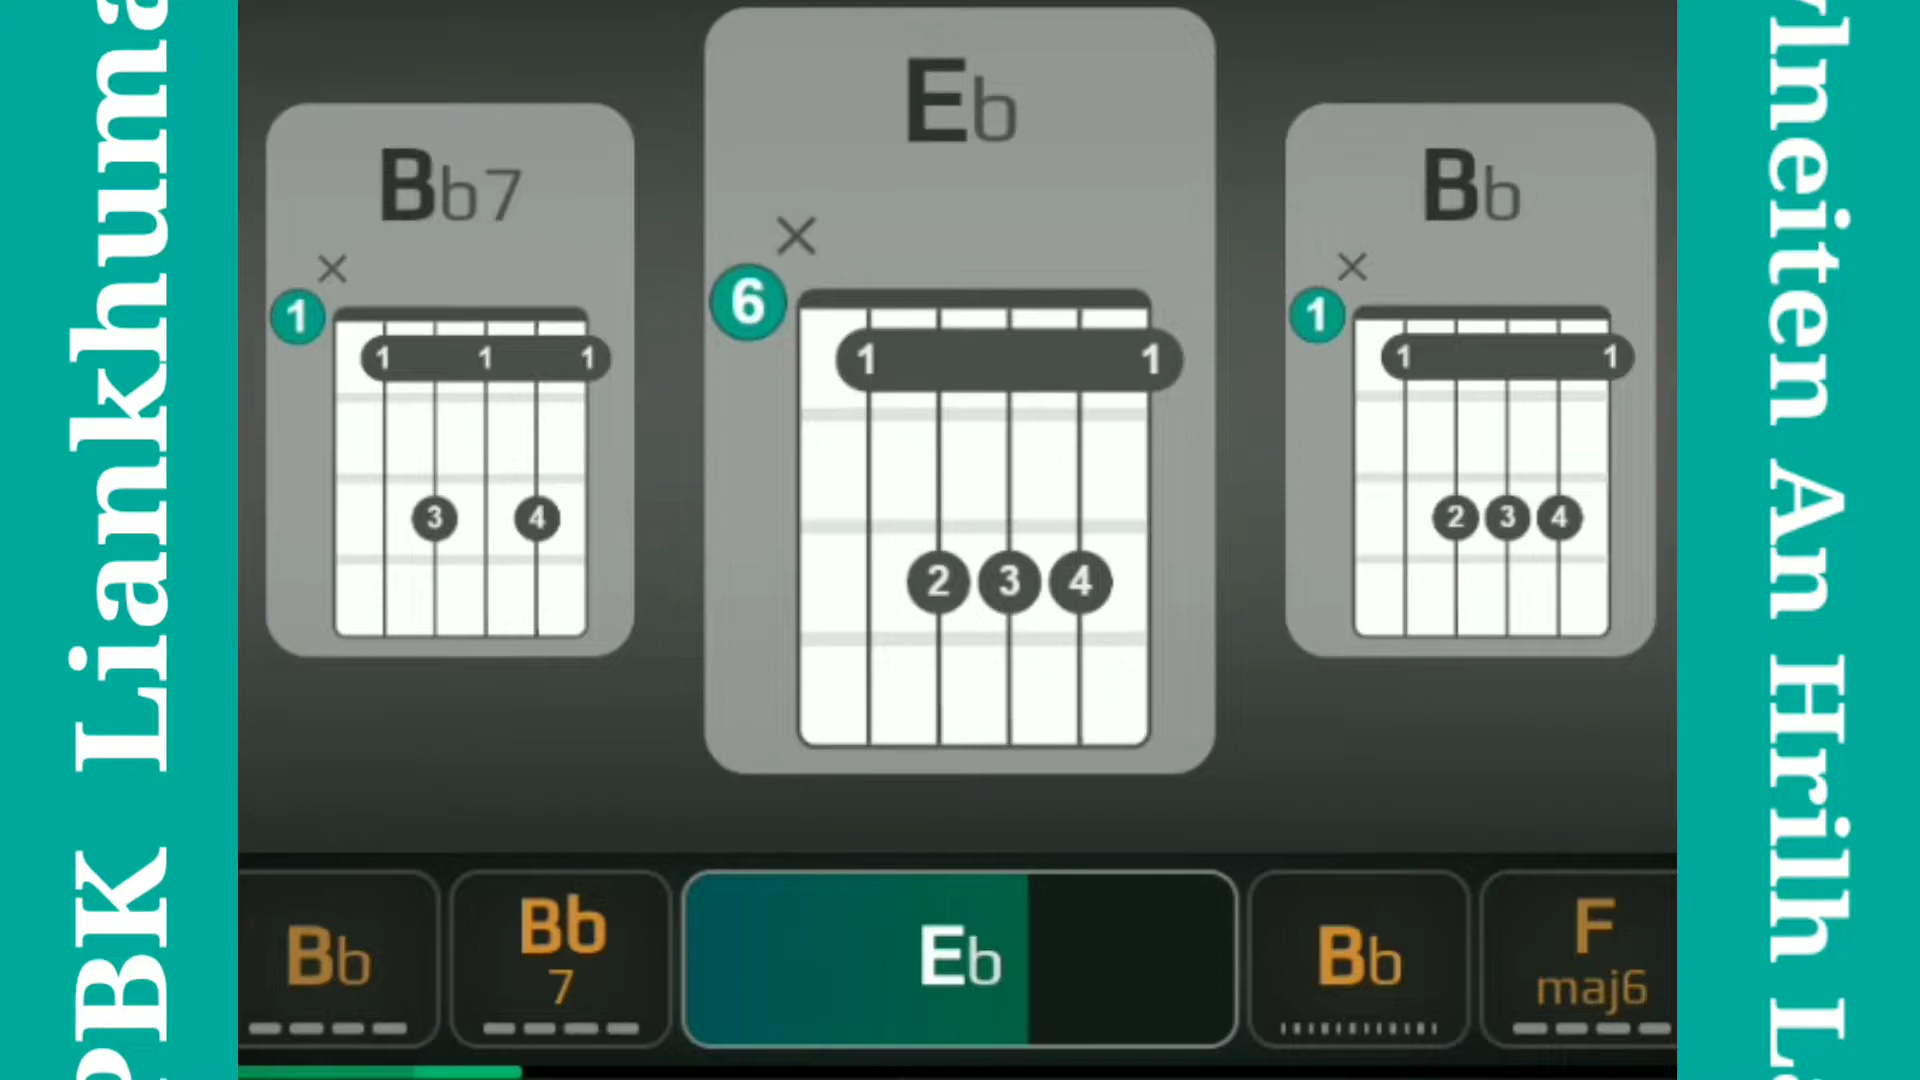 PBK Liankhuma
Bb7
×
1
1 1 1
3 4
Eb
×
6
1 1
2 3 4
Bb
×
1
1 1
2 3 4
Bb
Bb
7
Eb
Bb
F
maj6
An Hrilh